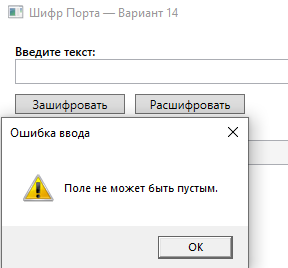 Шифр Порта — Вариант 14
Введите текст:
Зашифровать Расшифровать
Ошибка ввода
Поле не может быть пустым.
OK